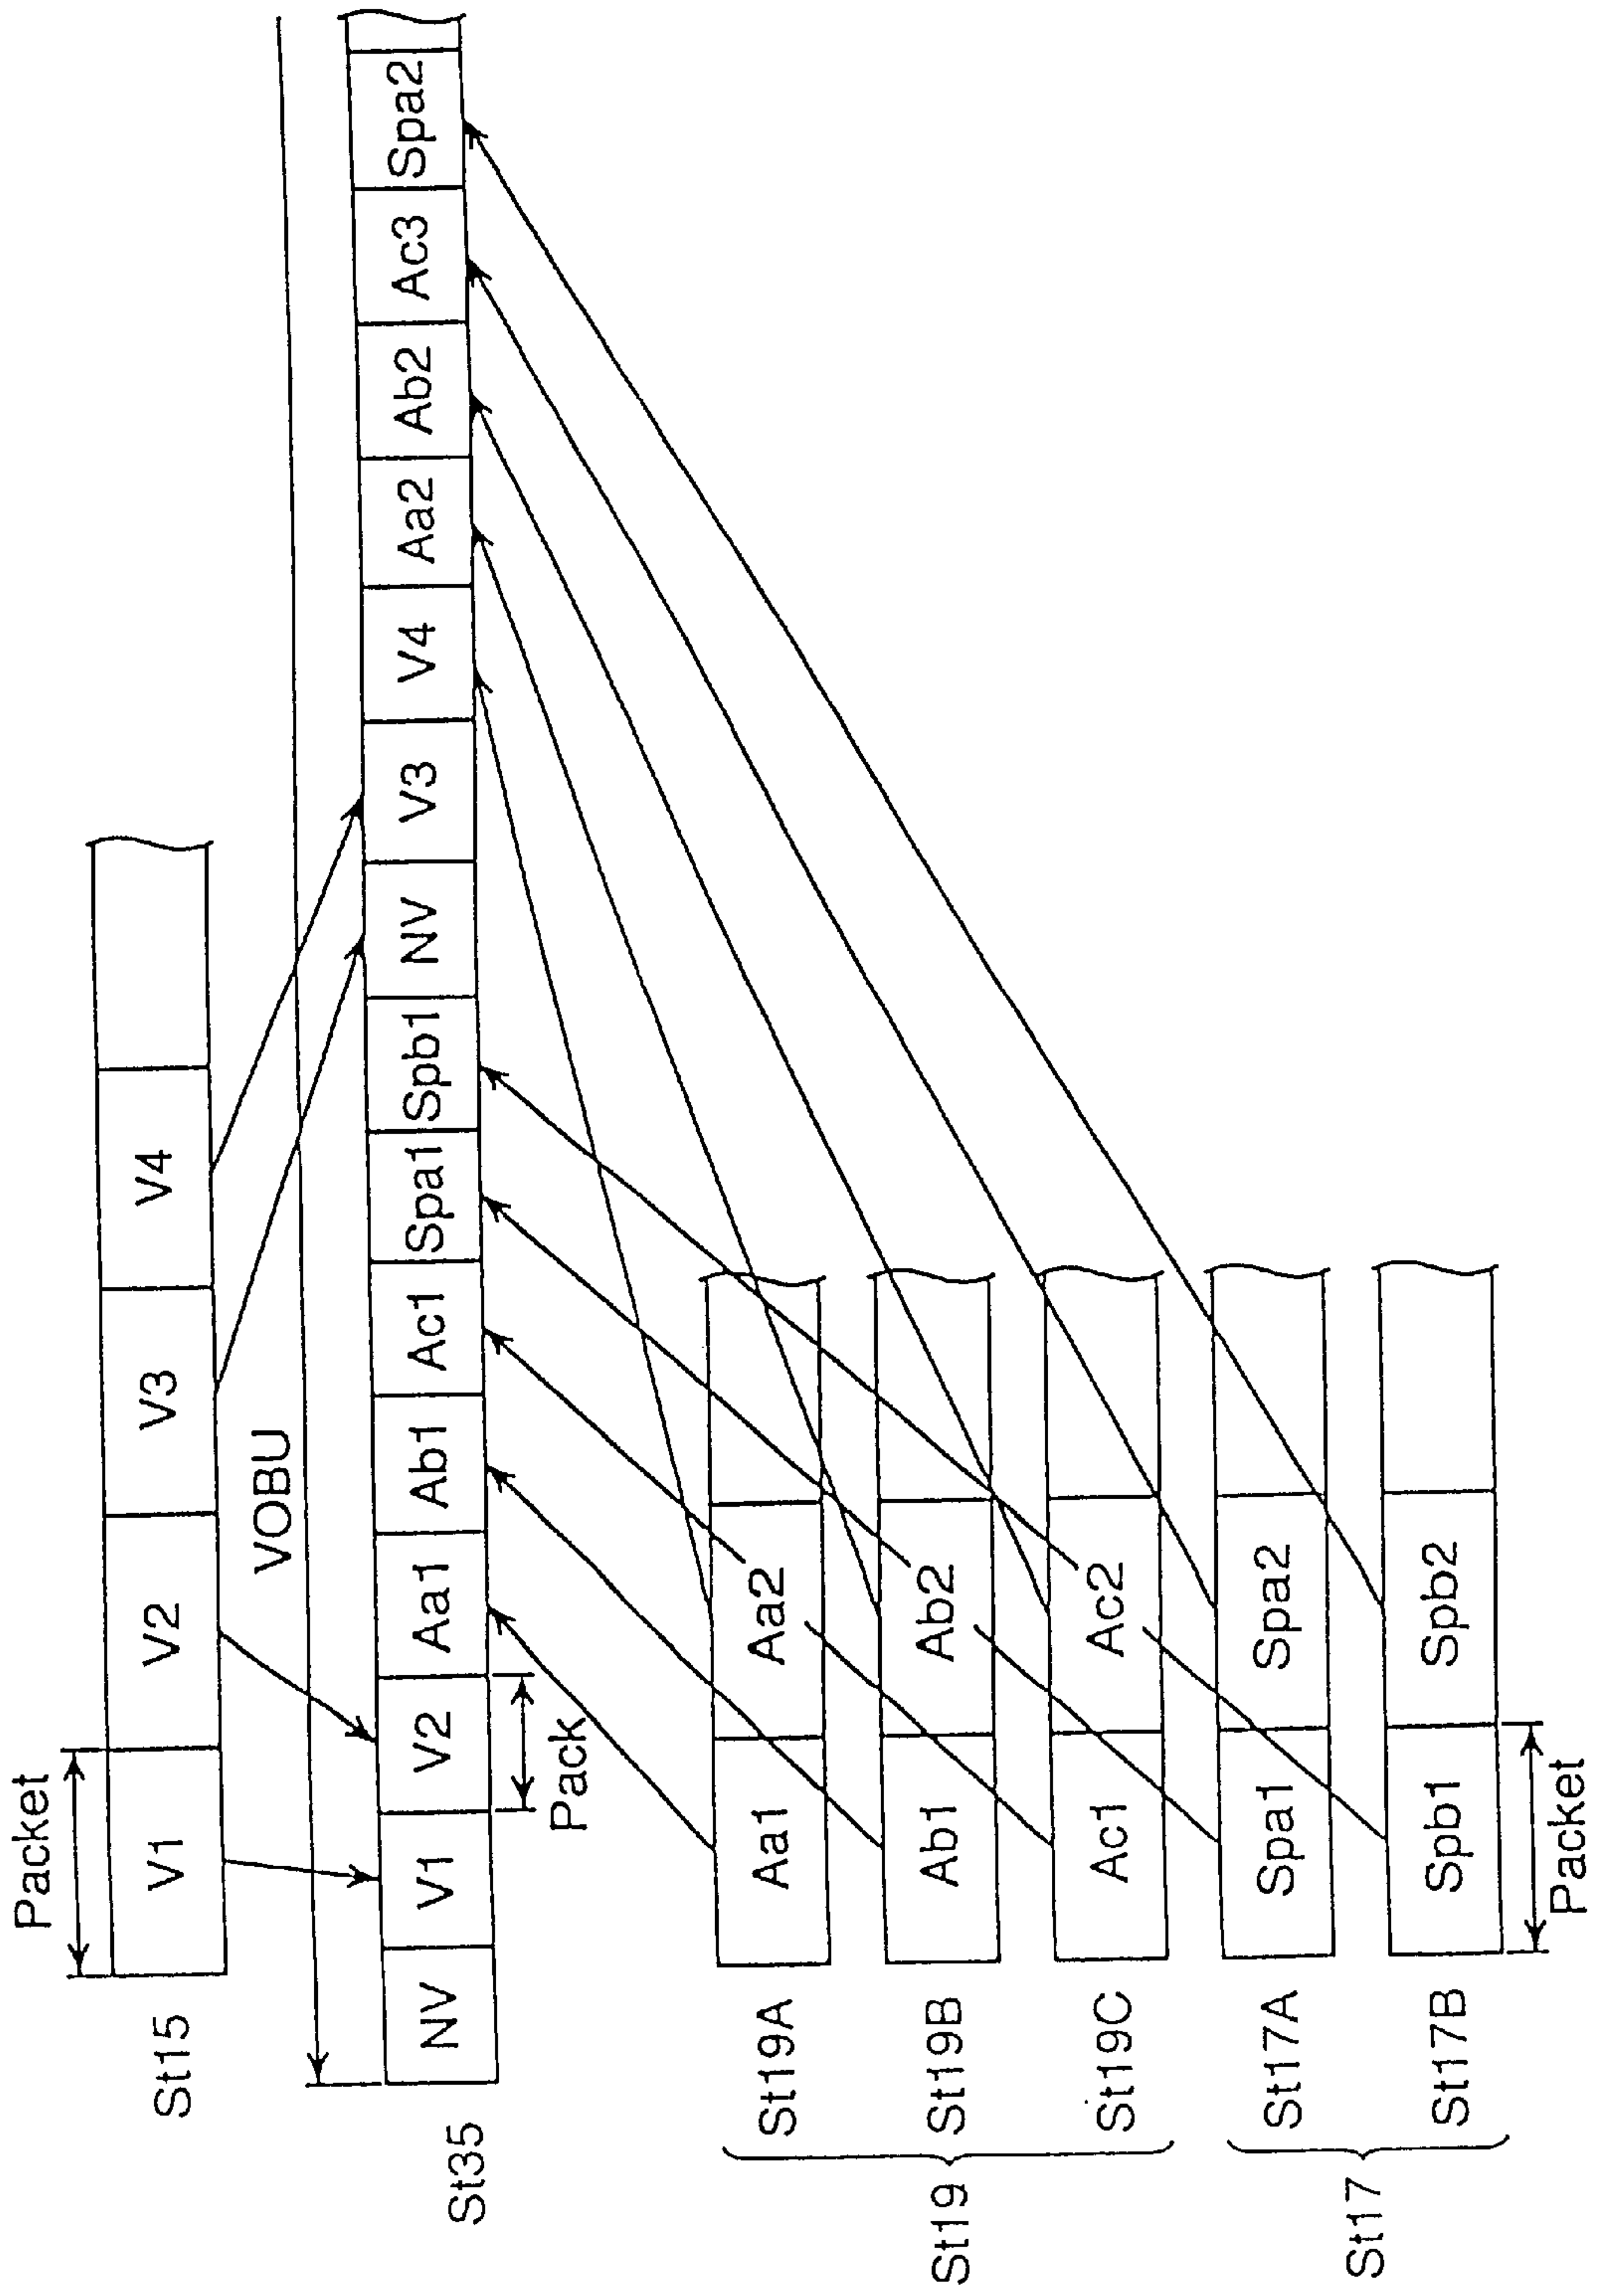 Packet
St15 V1 V2 V3 V4
VOBU
St35 NV V1 V2 Aa1 Ab1 Ac1 Spa1 Spb1 NV V3 V4 Aa2 Ab2 Ac3 Spa2
Pack
St19
St19A Aa1 Aa2
St19B Ab1 Ab2
St19C Ac1 Ac2
St17
St17A Spa1 Spa2
St17B Spb1 Spb2
Packet